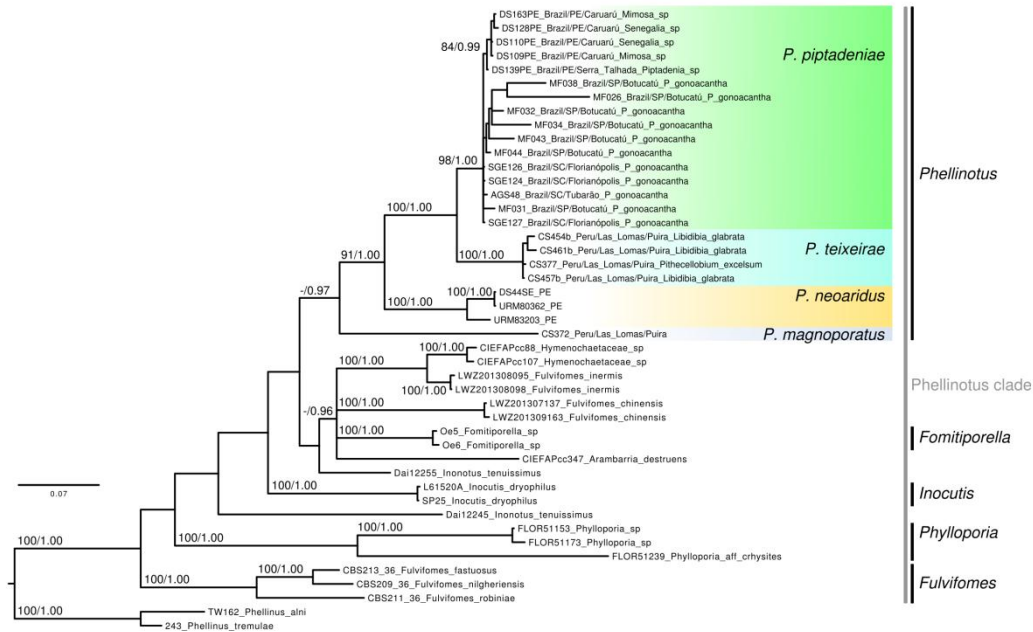 DS163PE_Brazil/PE/Caruarú_Mimosa_sp
DS128PE_Brazil/PE/Caruarú_Senegalia_sp
84/0.99
DS110PE_Brazil/PE/Caruarú_Senegalia_sp
DS109PE_Brazil/PE/Caruarú_Mimosa_sp
P. piptadeniae
DS139PE_Brazil/PE/Serra_Talhada_Piptadenia_sp
MF038_Brazil/SP/Botucatú_P_gonoacantha
MF026_Brazil/SP/Botucatú_P_gonoacantha
MF032_Brazil/SP/Botucatú_P_gonoacantha
MF034_Brazil/SP/Botucatú_P_gonoacantha
MF043_Brazil/SP/Botucatú_P_gonoacantha
MF044_Brazil/SP/Botucatú_P_gonoacantha
98/1.00
SGE126_Brazil/SC/Florianópolis_P_gonoacantha
Phellinotus
SGE124_Brazil/SC/Florianópolis_P_gonoacantha
AGS48_Brazil/SC/Tubarão_P_gonoacantha
MF031_Brazil/SP/Botucatú_P_gonoacantha
100/1.00
SGE127_Brazil/SC/Florianópolis_P_gonoacantha
CS454b_Peru/Las_Lomas/Puira_Libidibia_glabrata
CS461b_Peru/Las_Lomas/Puira_Libidibia_glabrata
P. teixeirae
91/1.00
100/1.00
CS377_Peru/Las_Lomas/Puira_Pithecellobium_excelsum
CS457b_Peru/Las_Lomas/Puira_Libidibia_glabrata
-/0.97
100/1.00
DS44SE_PE
P. neoaridus
100/1.00
URM80362_PE
URM83203_PE
CS372_Peru/Las_Lomas/Puira
P. magnoporatus
100/1.00
CIEFAPcc88_Hymenochaetaceae_sp
100/1.00
CIEFAPcc107_Hymenochaetaceae_sp
LWZ201308095_Fulvifomes_inermis
100/1.00
LWZ201308098_Fulvifomes_inermis
Phellinotus clade
100/1.00
LWZ201307137_Fulvifomes_chinensis
-/0.96
LWZ201309163_Fulvifomes_chinensis
100/1.00
Oe5_Fomitiporella_sp
Fomitiporella
Oe6_Fomitiporella_sp
CIEFAPcc347_Arambarria_destruens
Dai12255_Inonotus_tenuissimus
0.07
100/1.00
L61520A_Inocutis_dryophilus
Inocutis
SP25_Inocutis_dryophilus
Dai12245_Inonotus_tenuissimus
100/1.00
FLOR51153_Phylloporia_sp
Phylloporia
100/1.00
100/1.00
FLOR51173_Phylloporia_sp
FLOR51239_Phylloporia_aff_crhysites
100/1.00
CBS213_36_Fulvifomes_fastuosus
100/1.00
CBS209_36_Fulvifomes_nilgheriensis
Fulvifomes
CBS211_36_Fulvifomes_robiniae
100/1.00
TW162_Phellinus_alni
243_Phellinus_tremulae